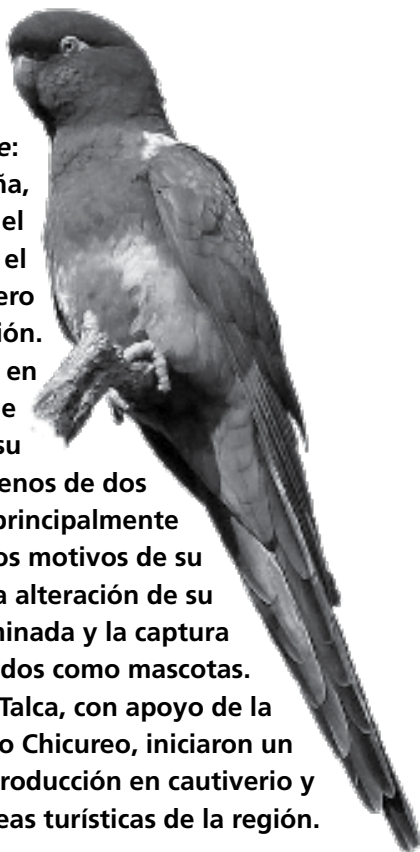 e:
ña,
el
el
ero
ión.
en
e
su
enos de dos
principalmente
os motivos de su
a alteración de su
ninada y la captura
dos como mascotas.
Talca, con apoyo de la
o Chicureo, iniciaron un
roducción en cautiverio y
eas turísticas de la región.